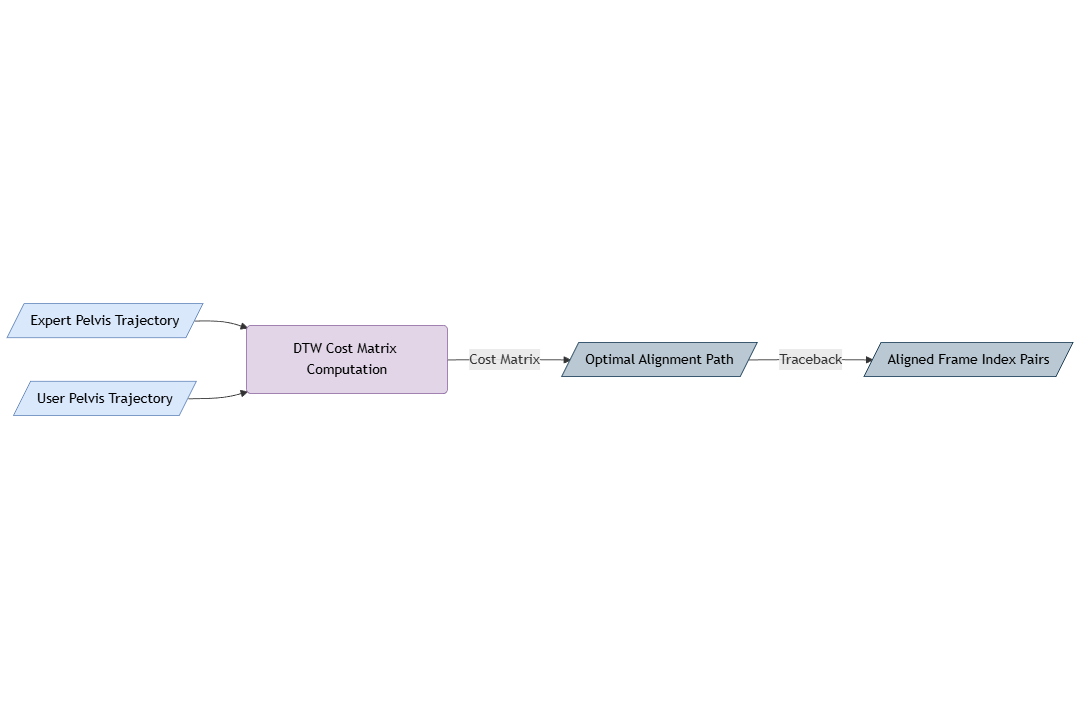 Expert Pelvis Trajectory
User Pelvis Trajectory
DTW Cost Matrix
Computation
Cost Matrix
Optimal Alignment Path
Traceback
Aligned Frame Index Pairs